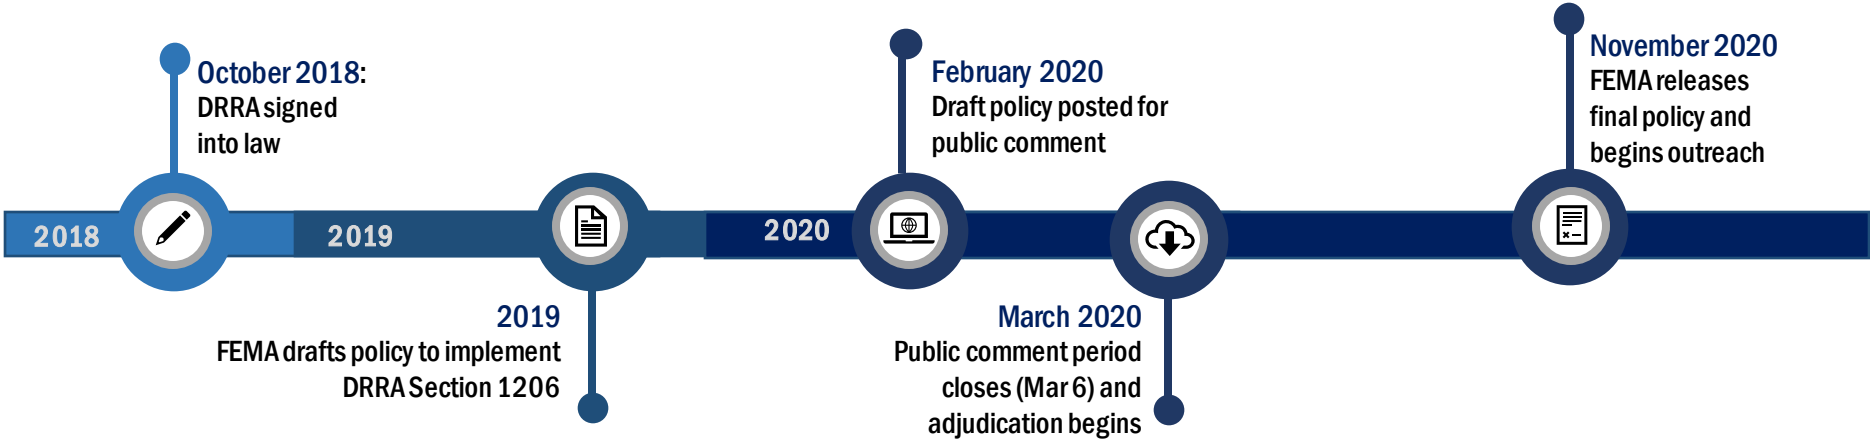 October 2018:
DRRA signed
into law
February 2020
Draft policy posted for
public comment
November 2020
FEMA releases
final policy and
begins outreach
2018
2019
2020
2019
FEMA drafts policy to implement
DRRA Section 1206
March 2020
Public comment period
closes (Mar 6) and
adjudication begins